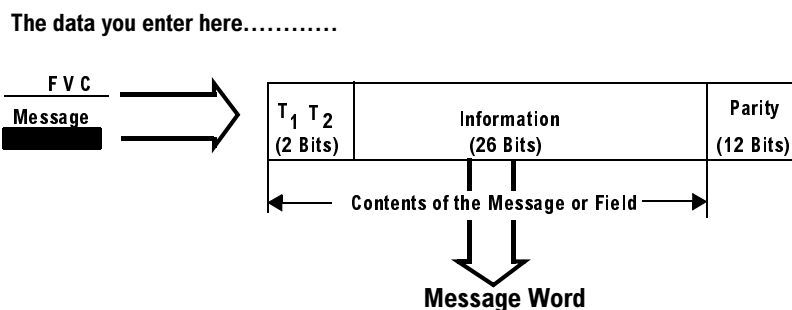 The data you enter here............
F V C
Message
T1 T2
(2 Bits)
Information
(26 Bits)
Parity
(12 Bits)
Contents of the Message or Field
Message Word